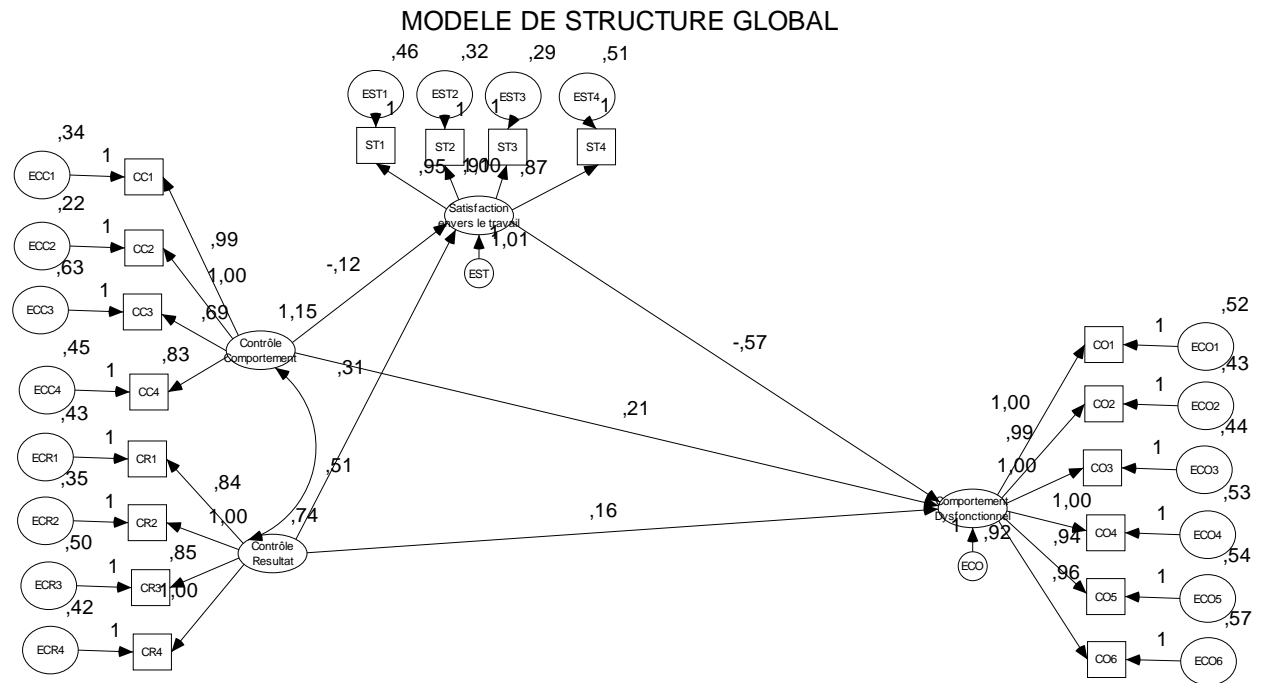 MODELE DE STRUCTURE GLOBAL
,46 ,32 ,29 ,51
EST1 EST2 EST3 EST4
1 1 1 1
ST1 ST2 ST3 ST4
,95 1,00 ,91 ,87
Satisfaction
envers le travail
1 1,01
EST
,34
ECC1 1 CC1
,22
ECC2 1 CC2
,63
ECC3 1 CC3
,45
ECC4 1 CC4
,99
1,00
,69
,83
1,15
Contrôle
Comportement
-,12
,31
,21
-,57
,43
ECR1 1 CR1
,35
ECR2 1 CR2
,50
ECR3 1 CR3
,42
ECR4 1 CR4
,84
1,00
,85
1,00
,74
Contrôle
Resultat
,51
,16
Comportement
Dysfonctionnel
1 ,92
ECO
1,00
,99
1,00
1,00
,94
,96
,52
CO1 1 ECO1
,43
CO2 1 ECO2
,44
CO3 1 ECO3
,53
CO4 1 ECO4
,54
CO5 1 ECO5
,57
CO6 1 ECO6